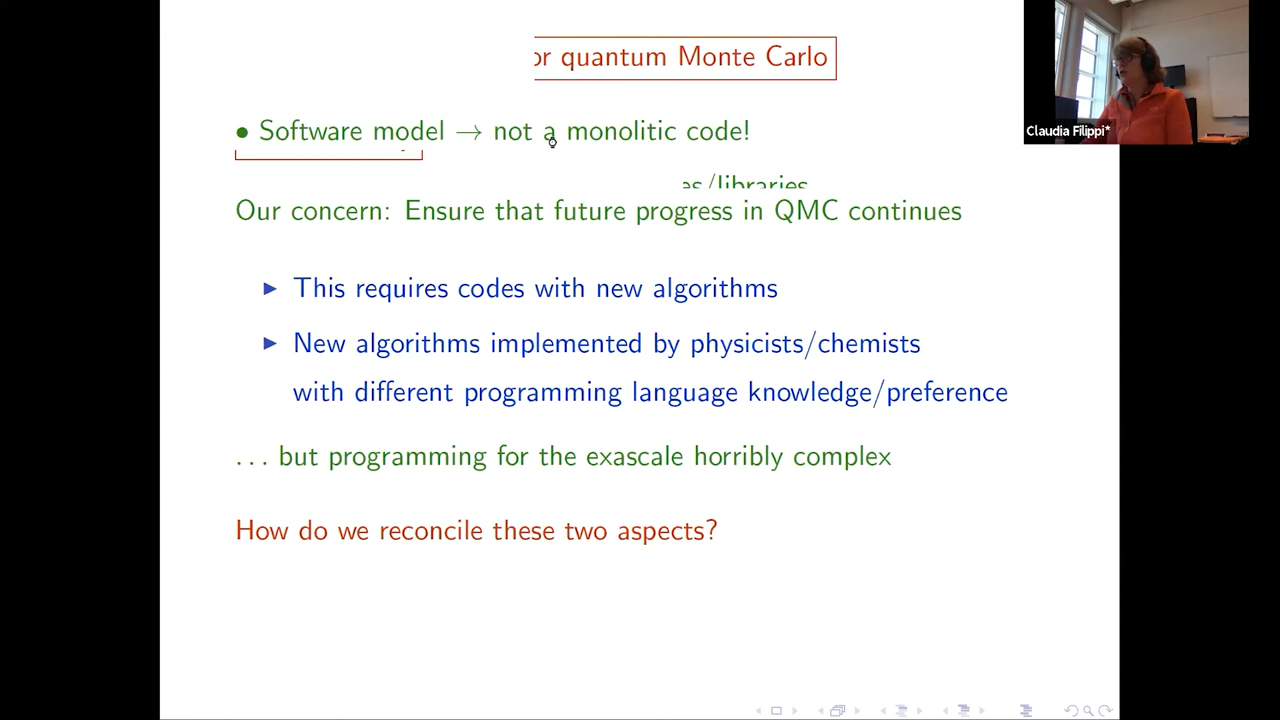 or quantum Monte Carlo
• Software model → not a monolitic code!
es/libraries
Our concern: Ensure that future progress in QMC continues
▶ This requires codes with new algorithms
▶ New algorithms implemented by physicists/chemists
with different programming language knowledge/preference
... but programming for the exascale horribly complex
How do we reconcile these two aspects?
Claudia Filippi*